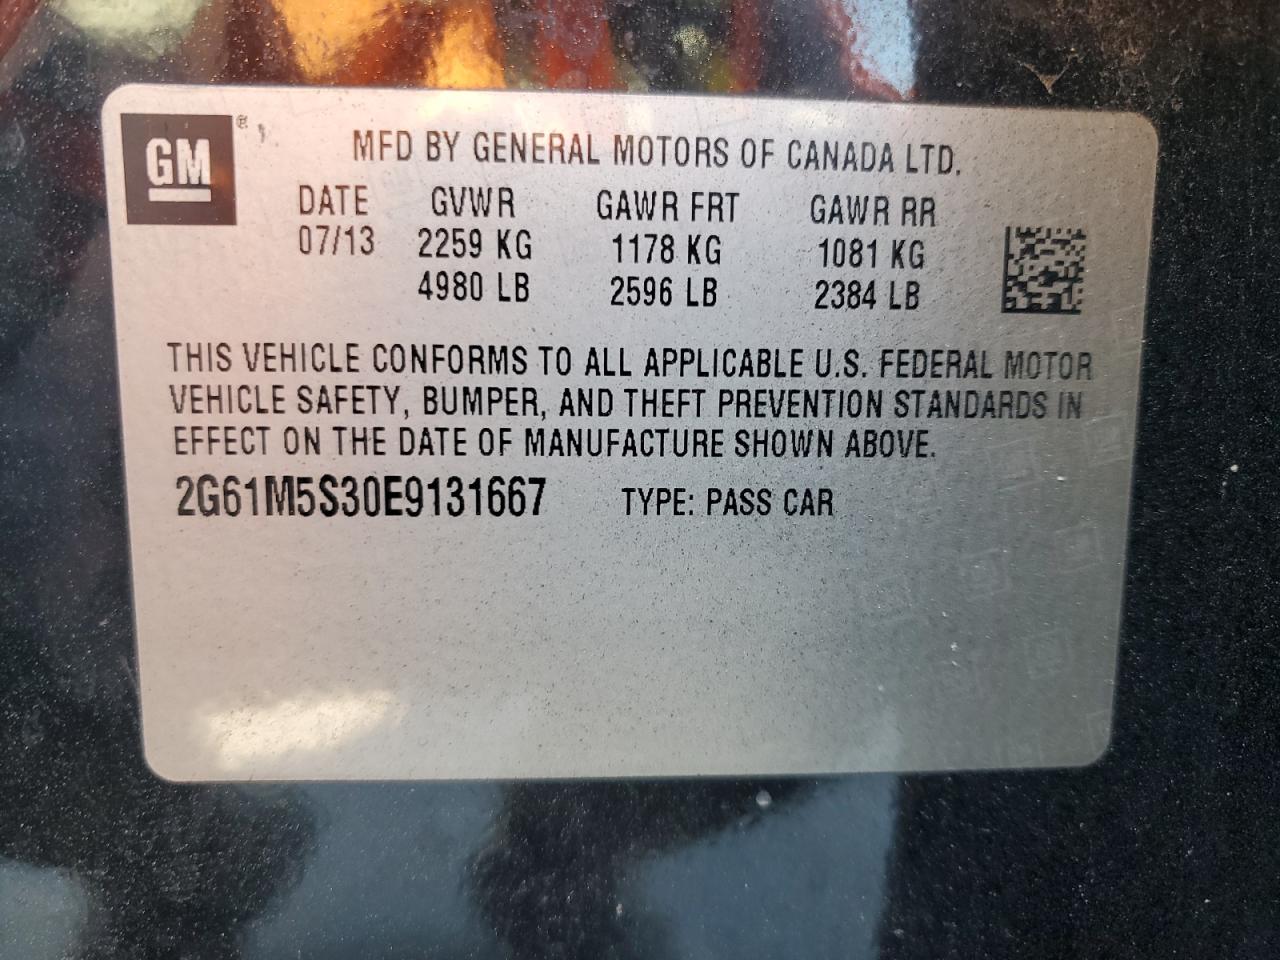 GM ®
MFD BY GENERAL MOTORS OF CANADA LTD.
DATE GVWR GAWR FRT GAWR RR
07/13 2259 KG 1178 KG 1081 KG
4980 LB 2596 LB 2384 LB
THIS VEHICLE CONFORMS TO ALL APPLICABLE U.S. FEDERAL MOTOR
VEHICLE SAFETY, BUMPER, AND THEFT PREVENTION STANDARDS IN
EFFECT ON THE DATE OF MANUFACTURE SHOWN ABOVE.
2G61M5S30E9131667 TYPE: PASS CAR